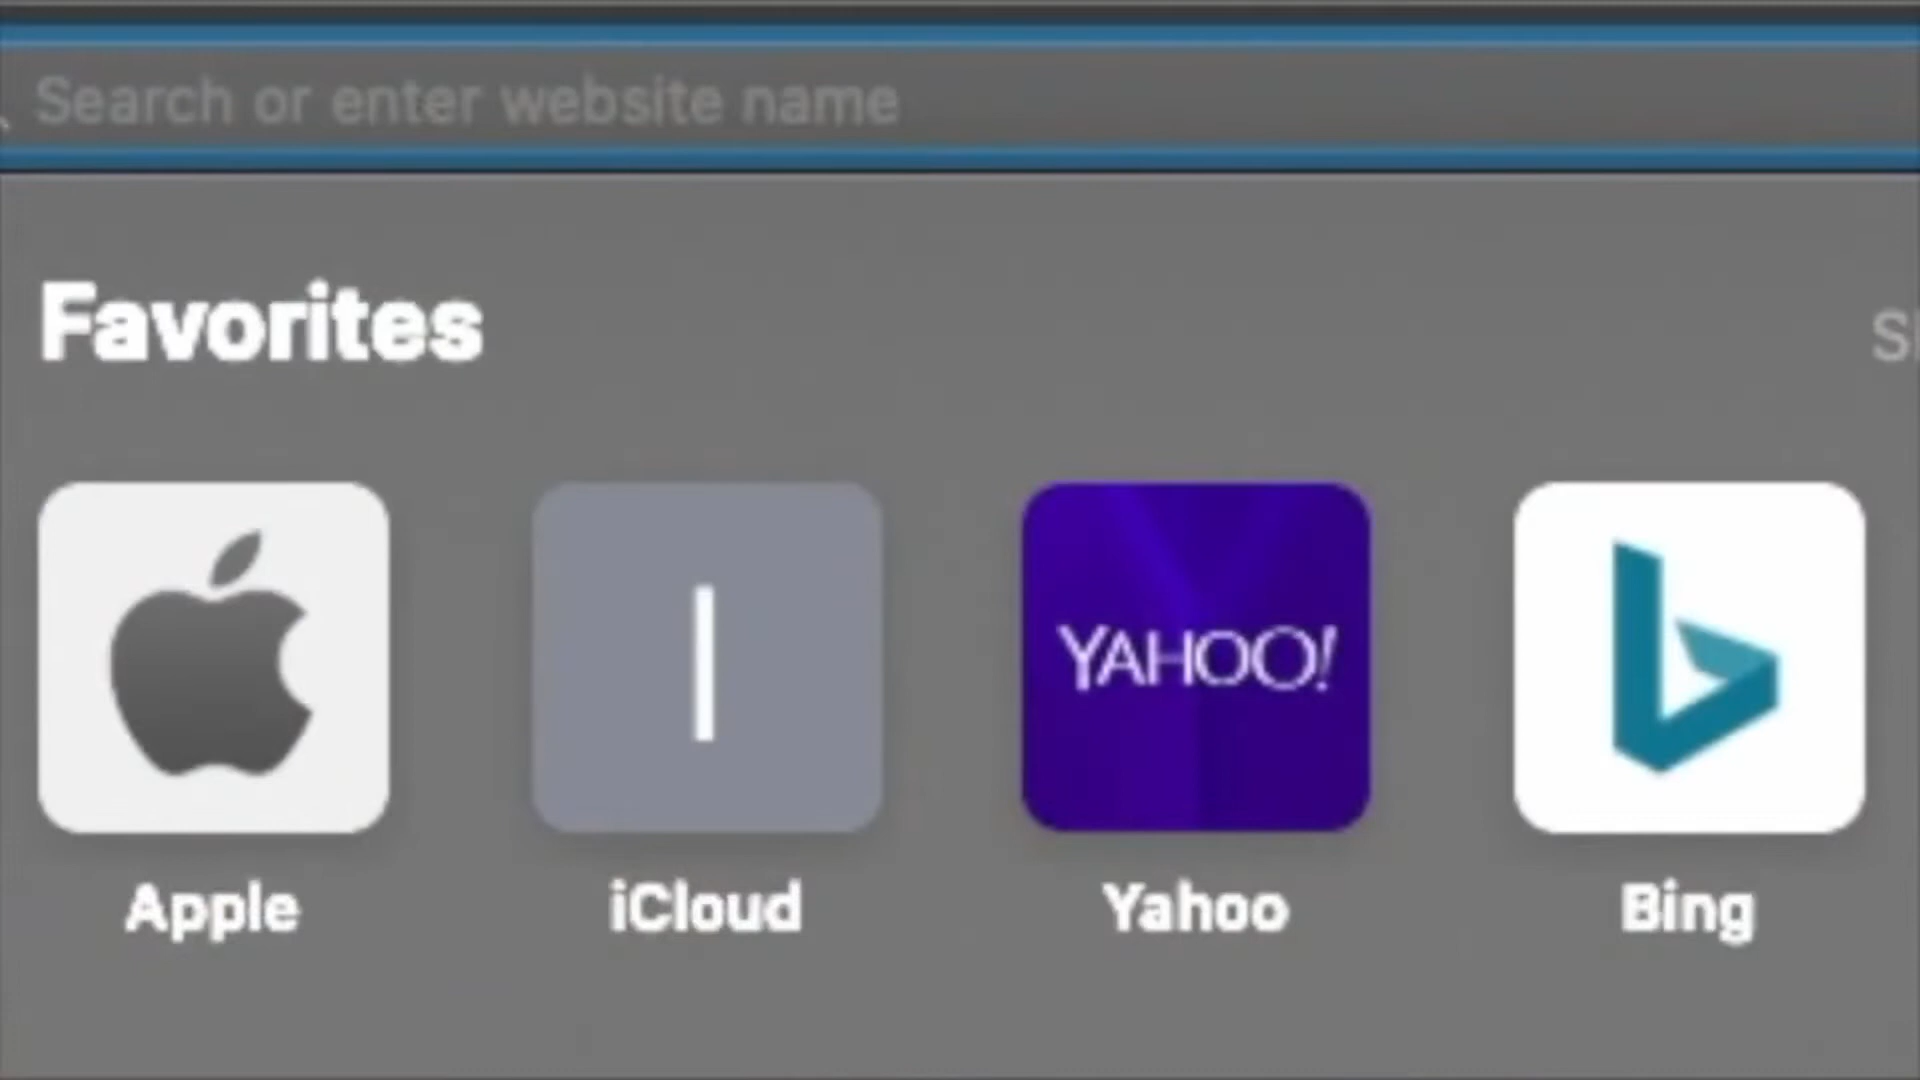 Search or enter website name
Favorites
I
YAHOO!
Apple
iCloud
Yahoo
Bing